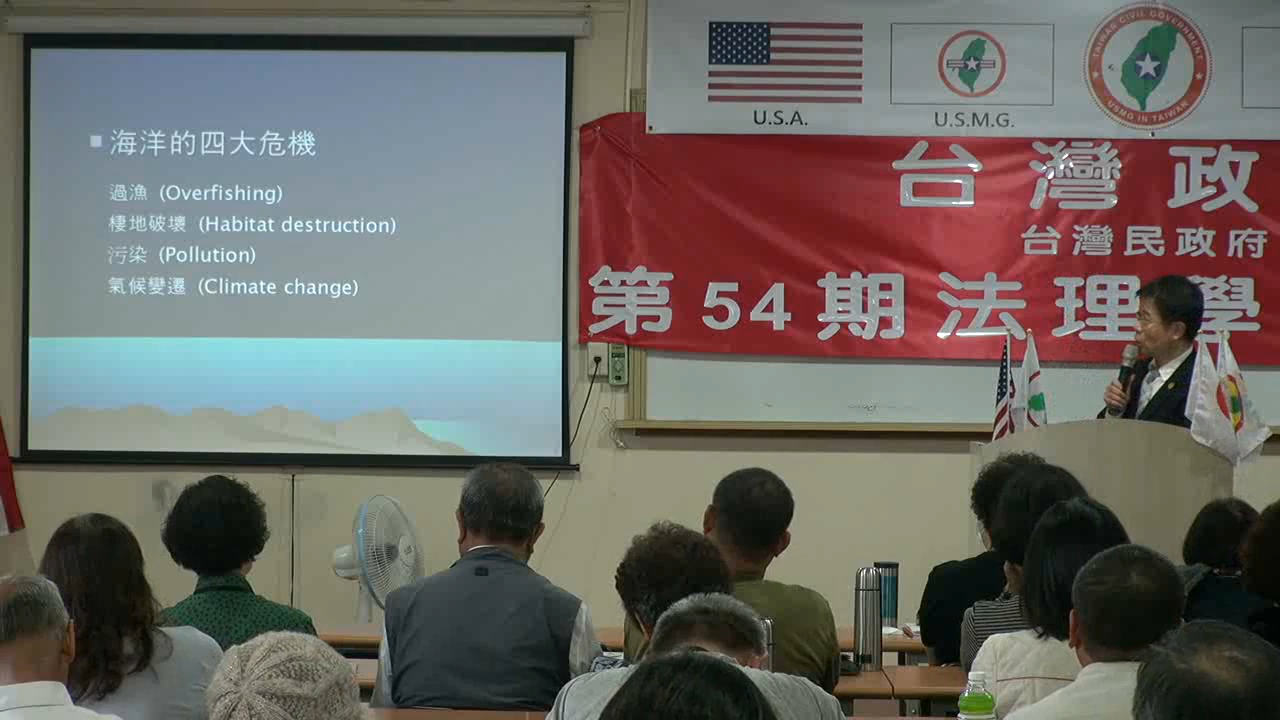 海洋的四大危機
過漁 (Overfishing)
棲地破壞 (Habitat destruction)
污染 (Pollution)
氣候變遷 (Climate change)
U.S.A.
U.S.M.G.
TAIWAN CIVIL GOVERNMENT
USMG IN TAIWAN
台灣政
台灣民政府
第54期法理學